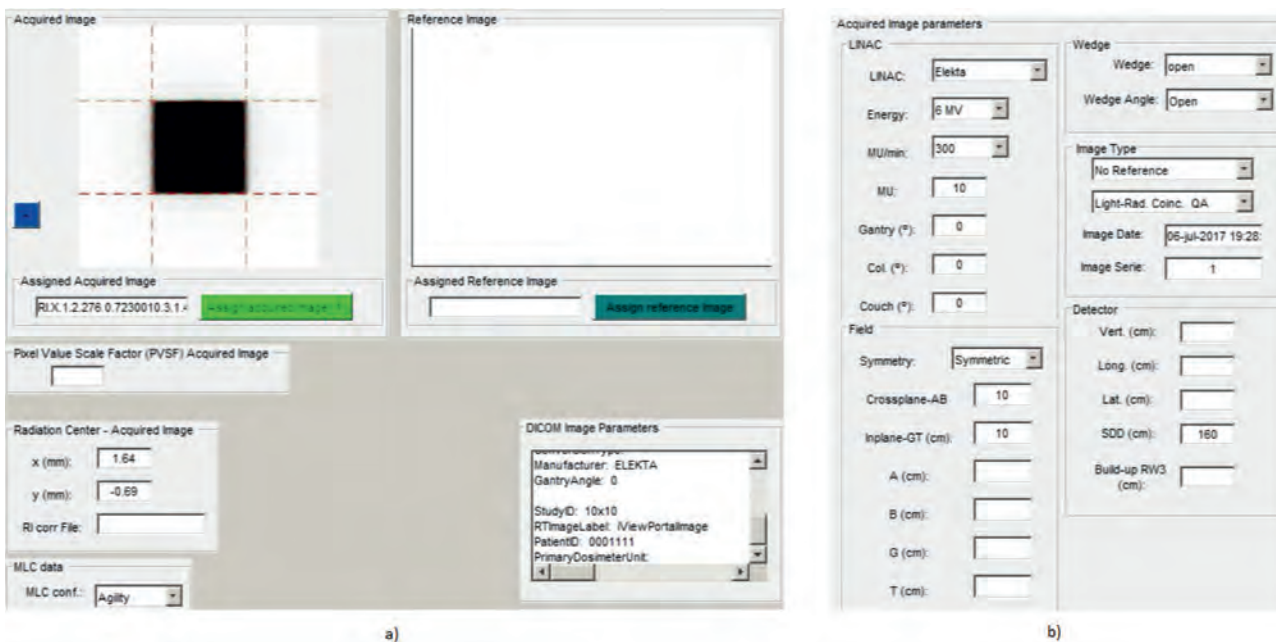 Acquired Image
Reference Image
Assigned Acquired Image
RI.X.1.2.276.0.7230010.3.1.4
Assign acquired image
Assigned Reference Image
Assign reference image
Pixel Value Scale Factor (PVSF) Acquired Image
Radiation Center - Acquired Image
x (mm): 1.64
y (mm): -0.69
RI corr File:
MLC data
MLC conf.: Agility
DICOM Image Parameters
Manufacturer: ELEKTA
GantryAngle: 0
StudyID: 10x10
RTImageLabel: iViewPortalImage
PatientID: 0001111
PrimaryDosimeterUnit:
a)
Acquired Image parameters
LINAC
LINAC: Elekta
Energy: 6 MV
MU/min: 300
MU: 10
Gantry (º): 0
Col. (º): 0
Couch (º): 0
Field
Symmetry: Symmetric
Crossplane-AB 10
Inplane-GT (cm): 10
A (cm):
B (cm):
G (cm):
T (cm):
Wedge
Wedge: open
Wedge Angle: Open
Image Type
No Reference
Light-Rad. Coinc. QA
Image Date: 06-jul-2017 19:28:
Image Serie: 1
Detector
Vert. (cm):
Long. (cm):
Lat. (cm):
SDD (cm): 160
Build-up RW3
(cm):
b)